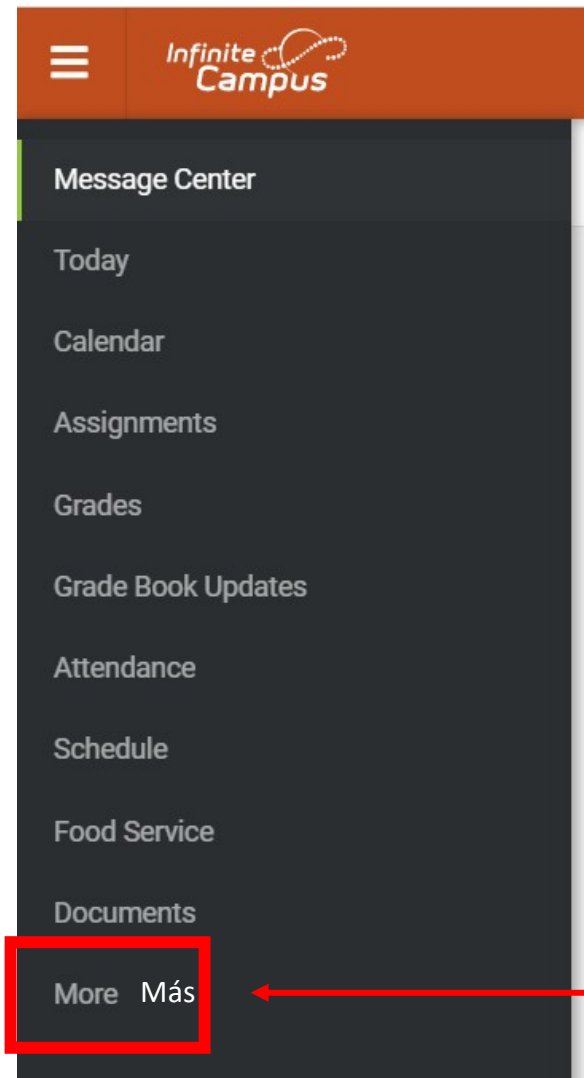 Infinite
Campus
Message Center
Today
Calendar
Assignments
Grades
Grade Book Updates
Attendance
Schedule
Food Service
Documents
More Más